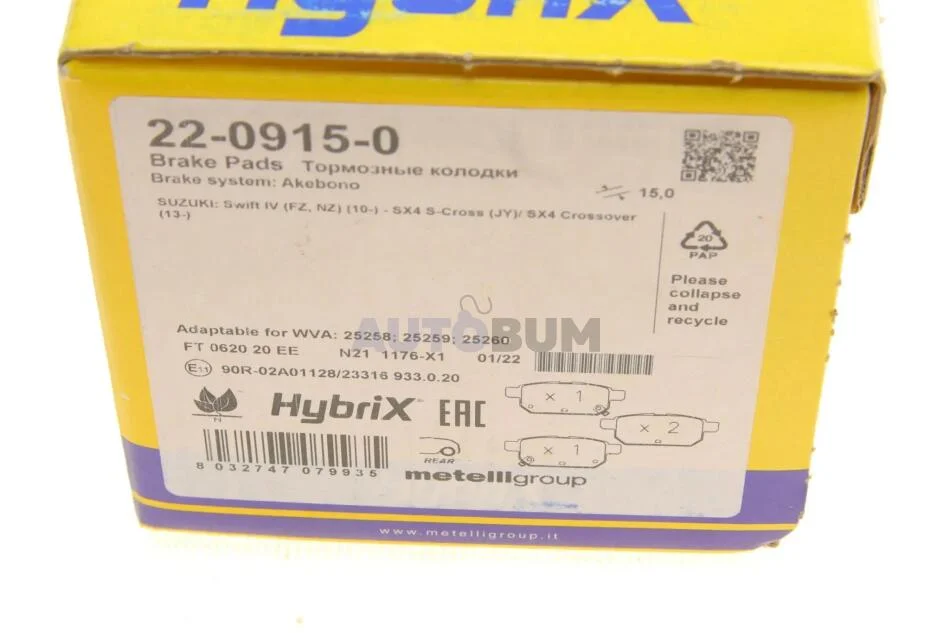 HybriX
22-0915-0
Brake Pads Тормозные колодки
Brake system: Akebono
15,0
SUZUKI: Swift IV (FZ, NZ) (10-) - SX4 S-Cross (JY)/ SX4 Crossover
(13-)
20
PAP
Please
collapse
and
recycle
AUTOBUM
Adaptable for WVA: 25258; 25259; 25260
FT 0620 20 EE N21 1176-X1 01/22
E11 90R-02A01128/23316 933.0.20
x 1
x 2
x 1
N
HybriX EAC
REAR
8 032747 079935
metelligroup
www.metelligroup.it